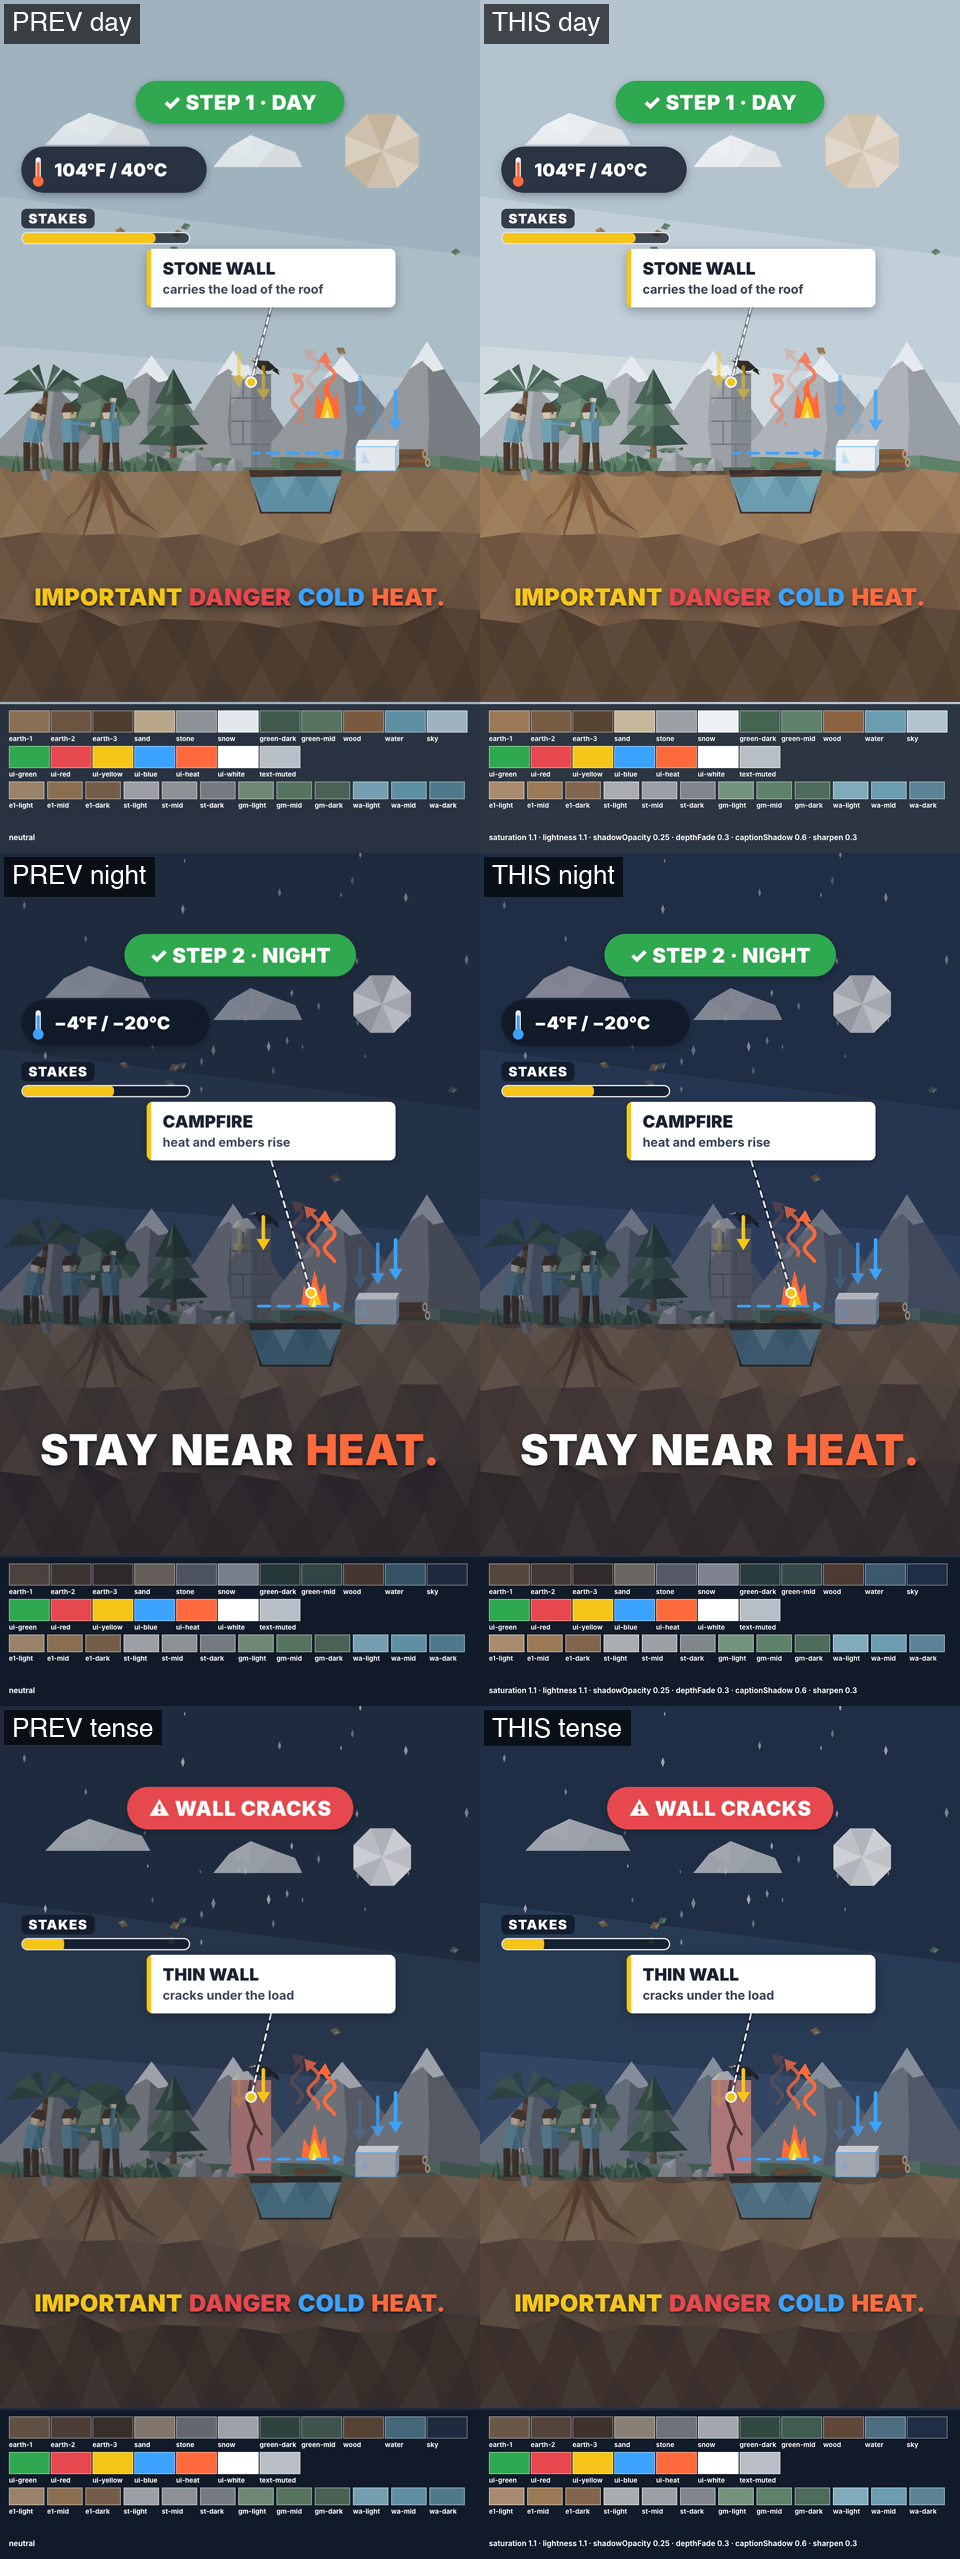 PREV day
THIS day
✓ STEP 1 · DAY
✓ STEP 1 · DAY
104°F / 40°C
104°F / 40°C
STAKES
STAKES
STONE WALL
carries the load of the roof
STONE WALL
carries the load of the roof
IMPORTANT DANGER COLD HEAT.
IMPORTANT DANGER COLD HEAT.
earth-1 earth-2 earth-3 sand stone snow green-dark green-mid wood water sky
earth-1 earth-2 earth-3 sand stone snow green-dark green-mid wood water sky
ui-green ui-red ui-yellow ui-blue ui-heat ui-white text-muted
ui-green ui-red ui-yellow ui-blue ui-heat ui-white text-muted
e1-light e1-mid e1-dark st-light st-mid st-dark gm-light gm-mid gm-dark wa-light wa-mid wa-dark
e1-light e1-mid e1-dark st-light st-mid st-dark gm-light gm-mid gm-dark wa-light wa-mid wa-dark
neutral
saturation 1.1 · lightness 1.1 · shadowOpacity 0.25 · depthFade 0.3 · captionShadow 0.6 · sharpen 0.3
PREV night
THIS night
✓ STEP 2 · NIGHT
✓ STEP 2 · NIGHT
−4°F / −20°C
−4°F / −20°C
STAKES
STAKES
CAMPFIRE
heat and embers rise
CAMPFIRE
heat and embers rise
STAY NEAR HEAT.
STAY NEAR HEAT.
earth-1 earth-2 earth-3 sand stone snow green-dark green-mid wood water sky
earth-1 earth-2 earth-3 sand stone snow green-dark green-mid wood water sky
ui-green ui-red ui-yellow ui-blue ui-heat ui-white text-muted
ui-green ui-red ui-yellow ui-blue ui-heat ui-white text-muted
e1-light e1-mid e1-dark st-light st-mid st-dark gm-light gm-mid gm-dark wa-light wa-mid wa-dark
e1-light e1-mid e1-dark st-light st-mid st-dark gm-light gm-mid gm-dark wa-light wa-mid wa-dark
neutral
saturation 1.1 · lightness 1.1 · shadowOpacity 0.25 · depthFade 0.3 · captionShadow 0.6 · sharpen 0.3
PREV tense
THIS tense
⚠ WALL CRACKS
⚠ WALL CRACKS
STAKES
STAKES
THIN WALL
cracks under the load
THIN WALL
cracks under the load
IMPORTANT DANGER COLD HEAT.
IMPORTANT DANGER COLD HEAT.
earth-1 earth-2 earth-3 sand stone snow green-dark green-mid wood water sky
earth-1 earth-2 earth-3 sand stone snow green-dark green-mid wood water sky
ui-green ui-red ui-yellow ui-blue ui-heat ui-white text-muted
ui-green ui-red ui-yellow ui-blue ui-heat ui-white text-muted
e1-light e1-mid e1-dark st-light st-mid st-dark gm-light gm-mid gm-dark wa-light wa-mid wa-dark
e1-light e1-mid e1-dark st-light st-mid st-dark gm-light gm-mid gm-dark wa-light wa-mid wa-dark
neutral
saturation 1.1 · lightness 1.1 · shadowOpacity 0.25 · depthFade 0.3 · captionShadow 0.6 · sharpen 0.3